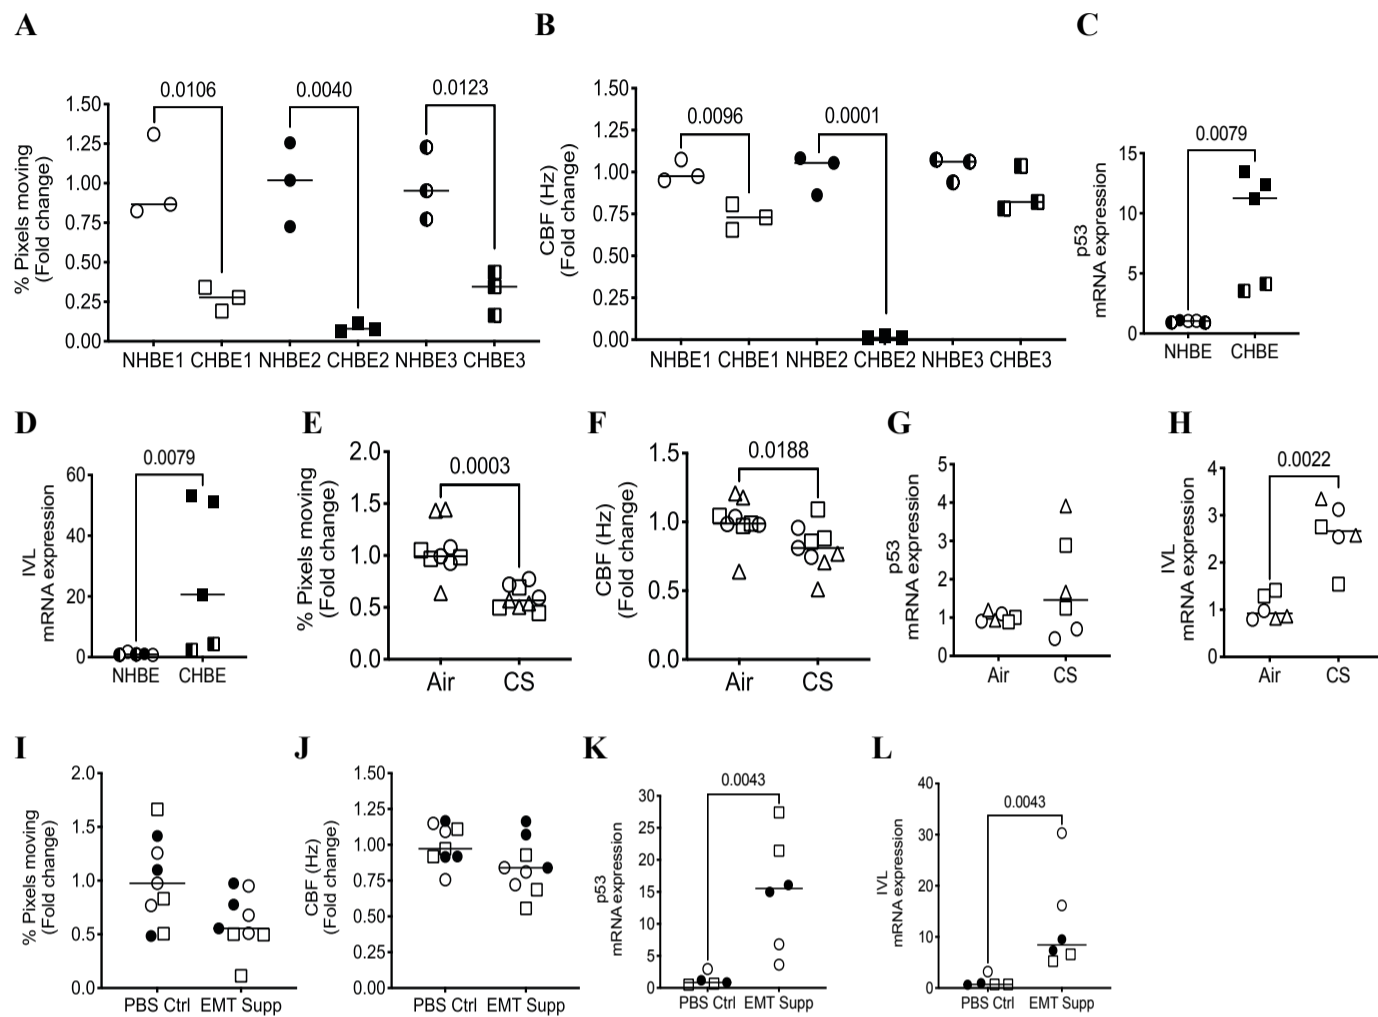 A
B
C
0.0106
0.0040
0.0123
1.50
1.25
1.00
0.75
0.50
0.25
0.00
% Pixels moving
(Fold change)
NHBE1 CHBE1 NHBE2 CHBE2 NHBE3 CHBE3
0.0096
0.0001
1.50
1.25
1.00
0.75
0.50
0.25
0.00
CBF (Hz)
(Fold change)
NHBE1 CHBE1 NHBE2 CHBE2 NHBE3 CHBE3
0.0079
15
10
5
0
p53
mRNA expression
NHBE CHBE
D
E
F
G
H
0.0079
60
40
20
0
IVL
mRNA expression
NHBE CHBE
0.0003
2.0
1.5
1.0
0.5
0.0
% Pixels moving
(Fold change)
Air CS
0.0188
1.5
1.0
0.5
0.0
CBF (Hz)
(Fold change)
Air CS
5
4
3
2
1
0
p53
mRNA expression
Air CS
0.0022
4
3
2
1
0
IVL
mRNA expression
Air CS
I
J
K
L
2.0
1.5
1.0
0.5
0.0
% Pixels moving
(Fold change)
PBS Ctrl EMT Supp
1.50
1.25
1.00
0.75
0.50
0.25
0.00
CBF (Hz)
(Fold change)
PBS Ctrl EMT Supp
0.0043
30
25
20
15
10
5
0
p53
mRNA expression
PBS Ctrl EMT Supp
0.0043
40
30
20
10
0
IVL
mRNA expression
PBS Ctrl EMT Supp